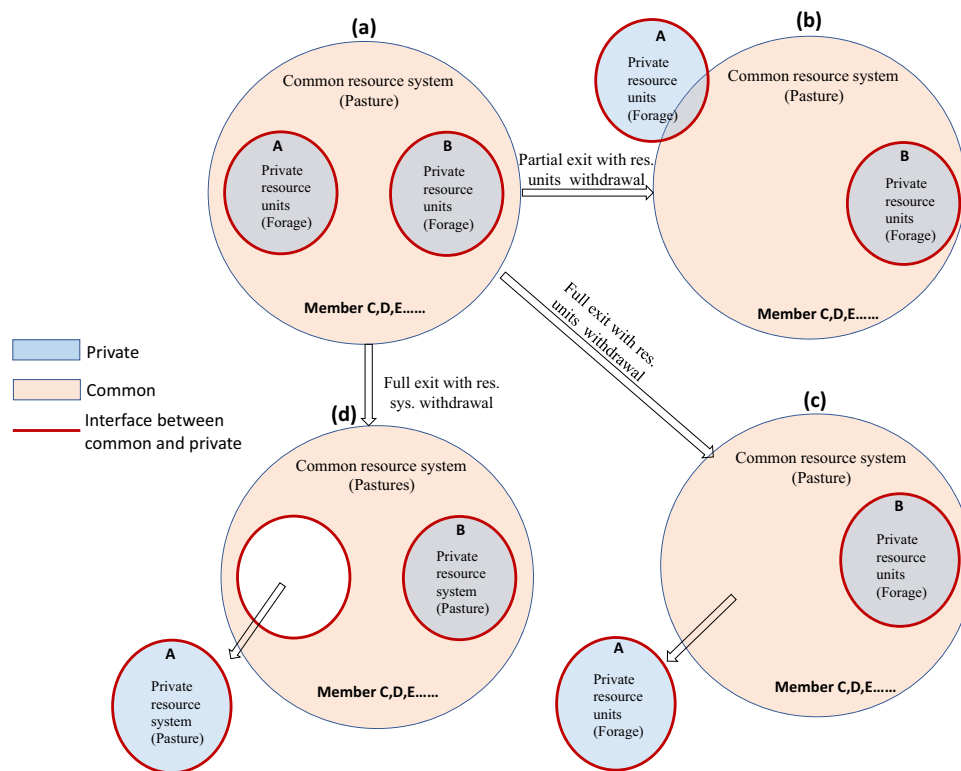 (a)
Common resource system
(Pasture)
A
Private
resource
units
(Forage)
B
Private
resource
units
(Forage)
Member C,D,E......
Partial exit with res.
units withdrawal
(b)
A
Private
resource
units
(Forage)
Common resource system
(Pasture)
B
Private
resource
units
(Forage)
Member C,D,E......
Full exit with res.
units withdrawal
Full exit with res.
sys. withdrawal
Private
Common
Interface between
common and private
(d)
Common resource system
(Pastures)
B
Private
resource
system
(Pasture)
A
Private
resource
system
(Pasture)
Member C,D,E......
(c)
Common resource system
(Pasture)
B
Private
resource
units
(Forage)
A
Private
resource
units
(Forage)
Member C,D,E......